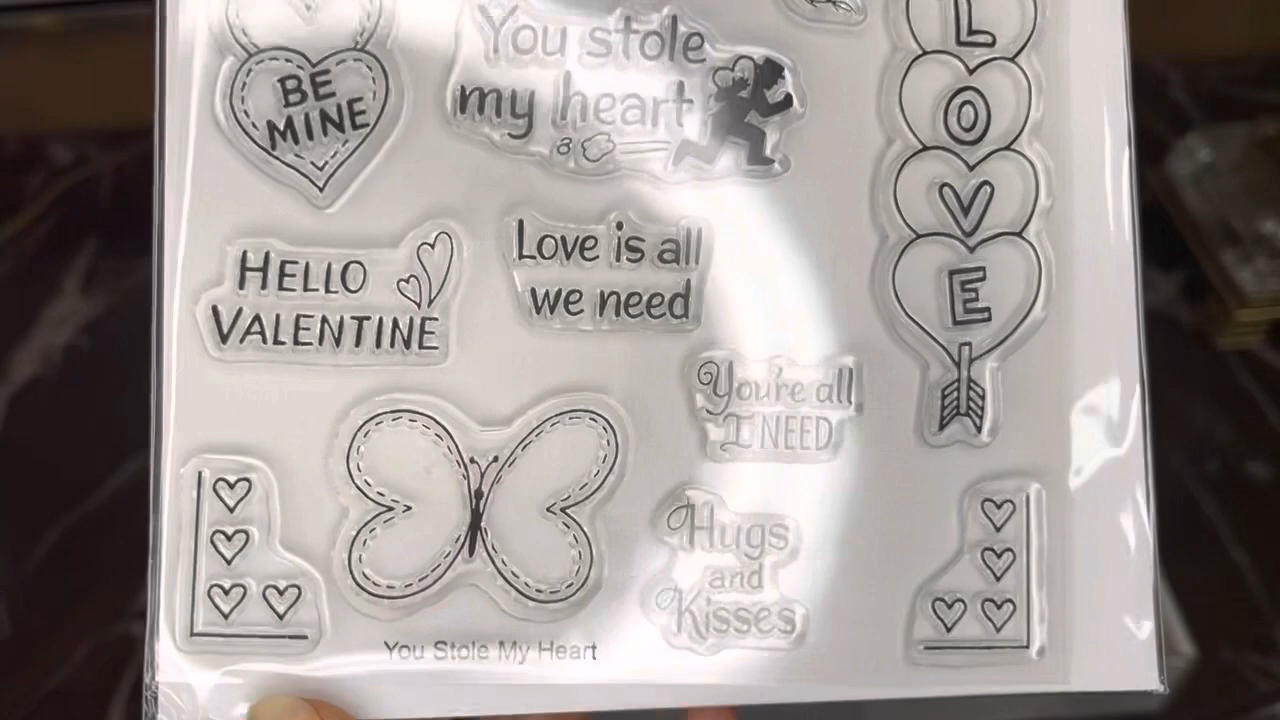 BE
MINE
You stole
my heart
L
O
V
E
HELLO
VALENTINE
Love is all
we need
You're all
I NEED
Hugs
and
Kisses
You Stole My Heart